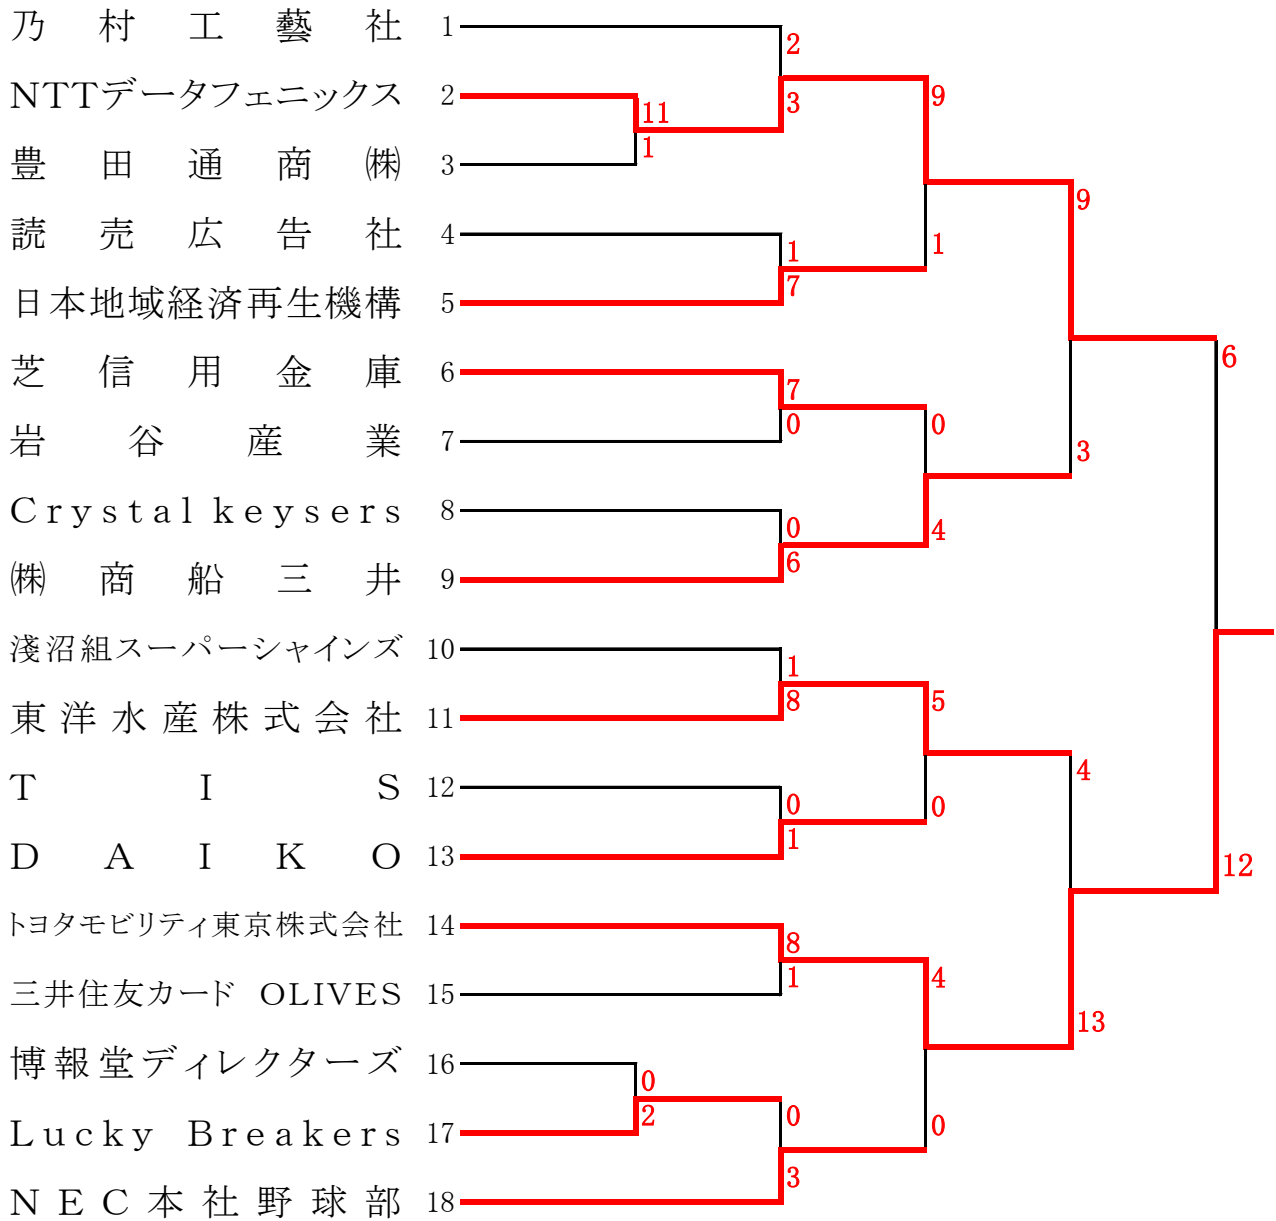 乃村工藝社 1
2
NTTデータフェニックス 2
9
3
11
豊田通商㈱ 3
1
9
読売広告社 4
1
1
7
日本地域経済再生機構 5
6
芝信用金庫 6
7
0
0
岩谷産業 7
3
Crystal keysers 8
0
4
6
㈱商船三井 9
淺沼組スーパーシャインズ 10
1
8
5
東洋水産株式会社 11
4
TIS 12
0
0
1
DAIKO 13
12
トヨタモビリティ東京株式会社 14
8
4
1
三井住友カード OLIVES 15
13
博報堂ディレクターズ 16
0
2
0
0
Lucky Breakers 17
3
NEC本社野球部 18